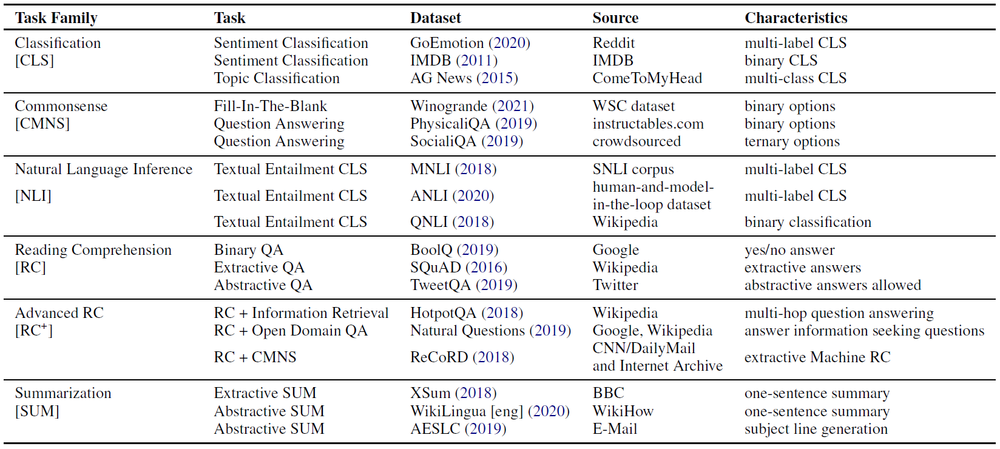 Task Family Task Dataset Source Characteristics
Classification Sentiment Classification GoEmotion (2020) Reddit multi-label CLS
[CLS] Sentiment Classification IMDB (2011) IMDB binary CLS
Topic Classification AG News (2015) ComeToMyHead multi-class CLS
Commonsense Fill-In-The-Blank Winogrande (2021) WSC dataset binary options
[CMNS] Question Answering PhysicaliQA (2019) instructables.com binary options
Question Answering SocialiQA (2019) crowdsourced ternary options
Natural Language Inference Textual Entailment CLS MNLI (2018) SNLI corpus multi-label CLS
human-and-model-
[NLI] Textual Entailment CLS ANLI (2020) multi-label CLS
in-the-loop dataset
Textual Entailment CLS QNLI (2018) Wikipedia binary classification
Reading Comprehension Binary QA BoolQ (2019) Google yes/no answer
[RC] Extractive QA SQuAD (2016) Wikipedia extractive answers
Abstractive QA TweetQA (2019) Twitter abstractive answers allowed
Advanced RC RC + Information Retrieval HotpotQA (2018) Wikipedia multi-hop question answering
[RC+] RC + Open Domain QA Natural Questions (2019) Google, Wikipedia answer information seeking questions
CNN/DailyMail
RC + CMNS ReCoRD (2018) extractive Machine RC
and Internet Archive
Summarization Extractive SUM XSum (2018) BBC one-sentence summary
[SUM] Abstractive SUM WikiLingua [eng] (2020) WikiHow one-sentence summary
Abstractive SUM AESLC (2019) E-Mail subject line generation